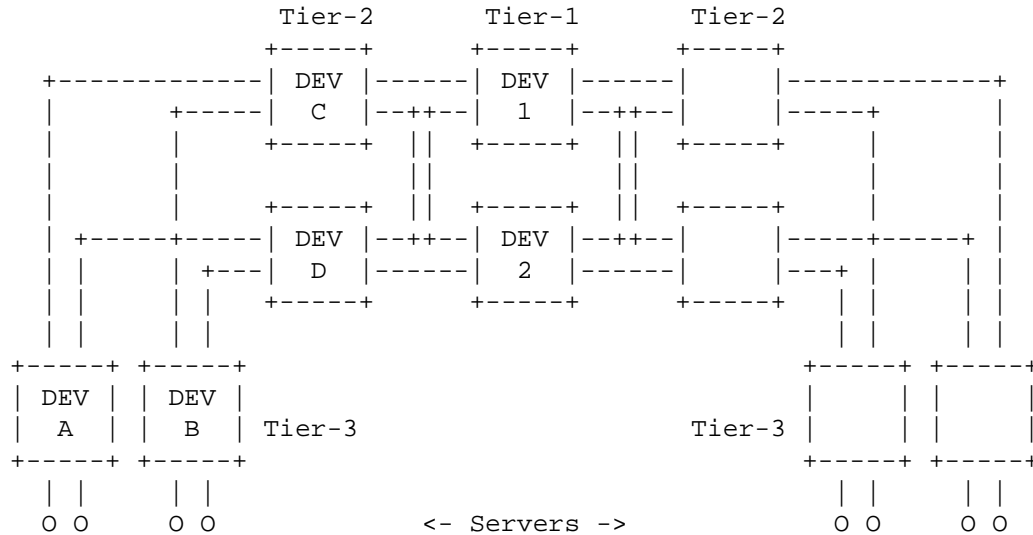 Tier-2 Tier-1 Tier-2
DEV DEV
C 1
DEV DEV
D 2
DEV DEV
A B Tier-3 Tier-3
O O O O <- Servers -> O O O O